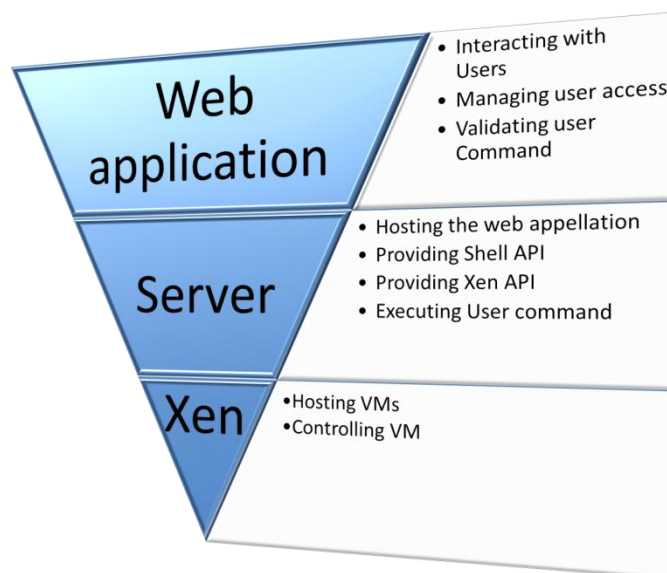 Web
application
• Interacting with
Users
• Managing user access
• Validating user
Command
Server
• Hosting the web appellation
• Providing Shell API
• Providing Xen API
• Executing User command
Xen
•Hosting VMs
•Controlling VM